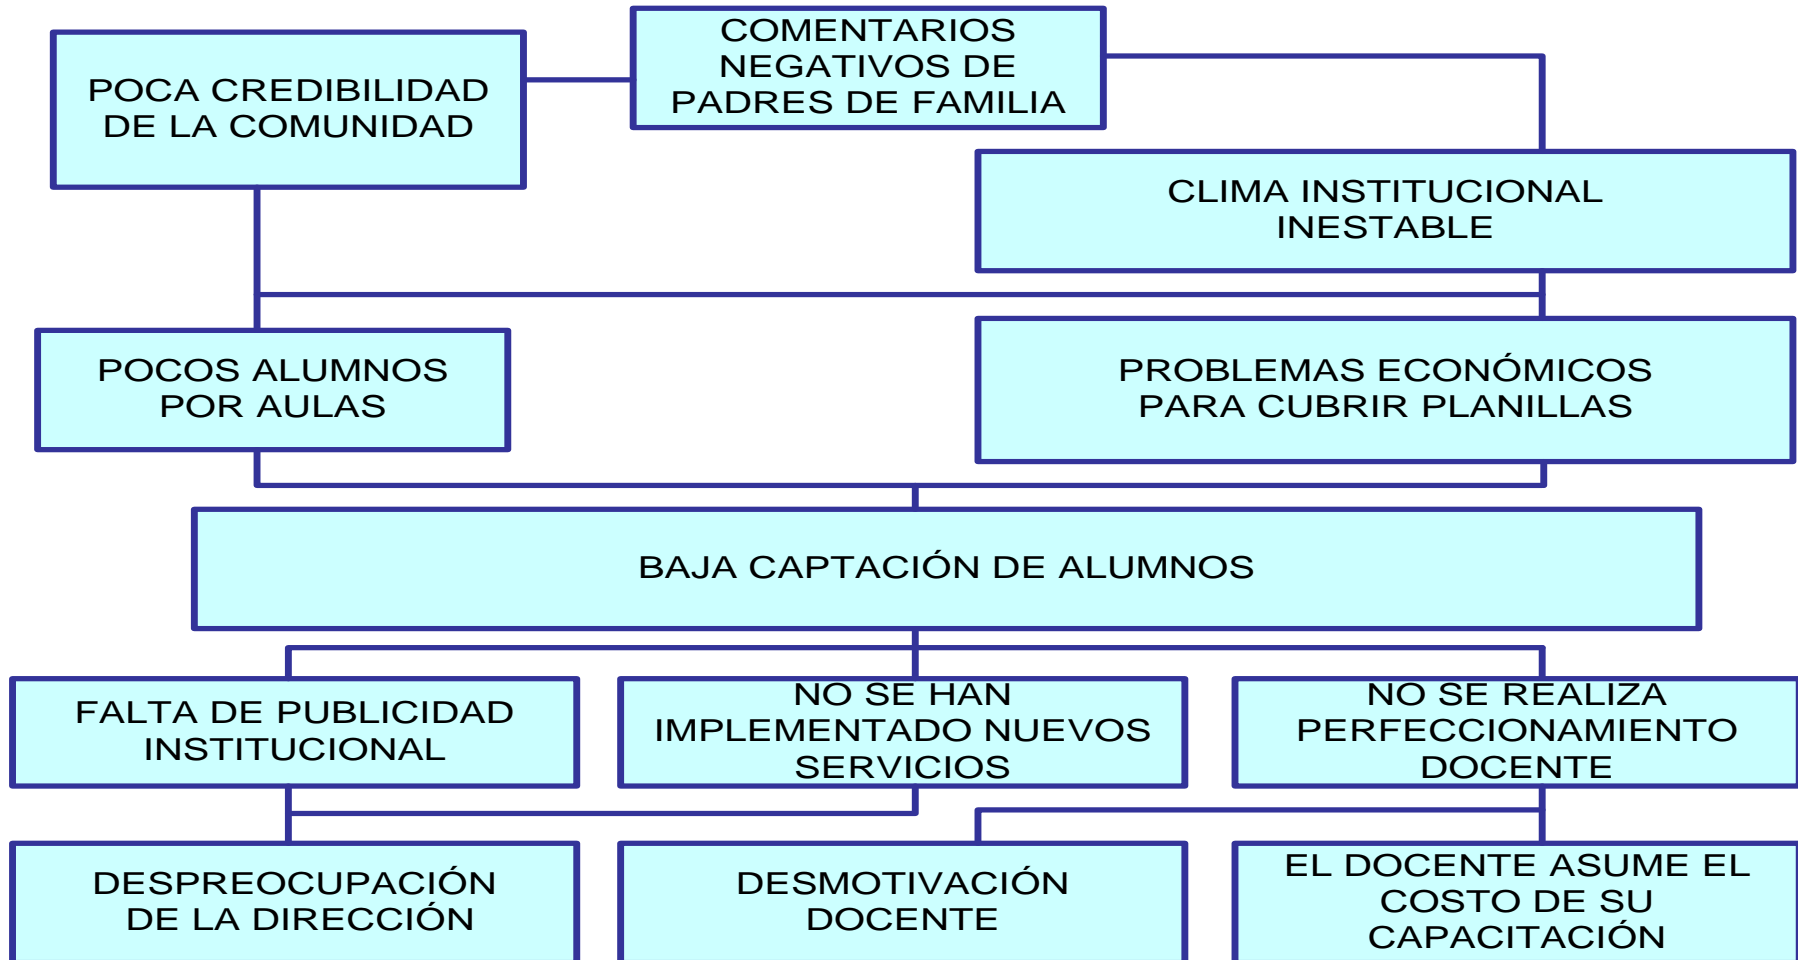 COMENTARIOS
NEGATIVOS DE
PADRES DE FAMILIA
POCA CREDIBILIDAD
DE LA COMUNIDAD
CLIMA INSTITUCIONAL
INESTABLE
POCOS ALUMNOS
POR AULAS
PROBLEMAS ECONÓMICOS
PARA CUBRIR PLANILLAS
BAJA CAPTACIÓN DE ALUMNOS
FALTA DE PUBLICIDAD
INSTITUCIONAL
NO SE HAN
IMPLEMENTADO NUEVOS
SERVICIOS
NO SE REALIZA
PERFECCIONAMIENTO
DOCENTE
DESPREOCUPACIÓN
DE LA DIRECCIÓN
DESMOTIVACIÓN
DOCENTE
EL DOCENTE ASUME EL
COSTO DE SU
CAPACITACIÓN